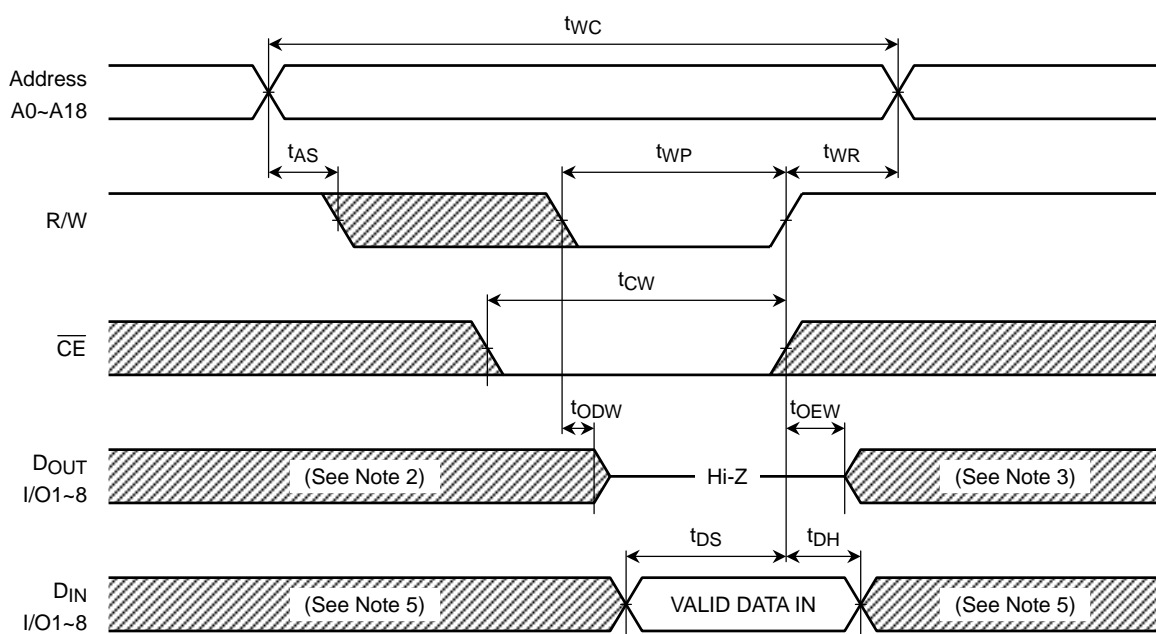 tWC
Address
A0~A18
tAS
tWP
tWR
R/W
tCW
CE
tODW
tOEW
DOUT
I/O1~8
(See Note 2)
Hi-Z
(See Note 3)
tDS
tDH
DIN
I/O1~8
(See Note 5)
VALID DATA IN
(See Note 5)